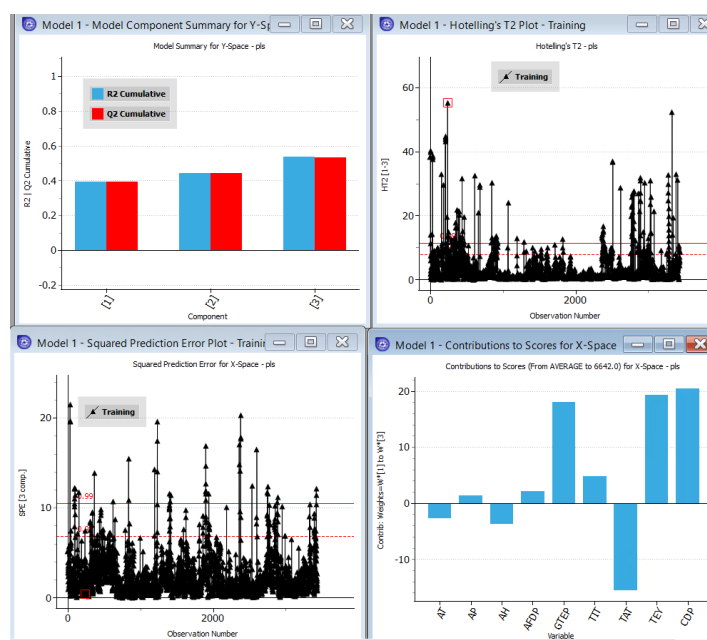 Model 1 - Model Component Summary for Y-Sp
Model Summary for Y-Space - pls
R2 Cumulative
Q2 Cumulative
R2 | Q2 Cumulative
1
0.8
0.6
0.4
0.2
0
-0.2
[1]
[2]
[3]
Component
Model 1 - Hotelling's T2 Plot - Training
Hotelling's T2 - pls
Training
HT2 [1-3]
60
40
20
0
0
2000
Observation Number
Model 1 - Squared Prediction Error Plot - Trainin
Squared Prediction Error for X-Space - pls
Training
SPE [3 comp.]
20
10
0
0
2000
Observation Number
Model 1 - Contributions to Scores for X-Space
Contributions to Scores (From AVERAGE to 6642.0) for X-Space - pls
Contrib: Weights=W*[1] to W*[3]
20
10
0
-10
AT
AP
AH
AFDP
GTEP
TIT
TAT
TEY
CDP
Variable